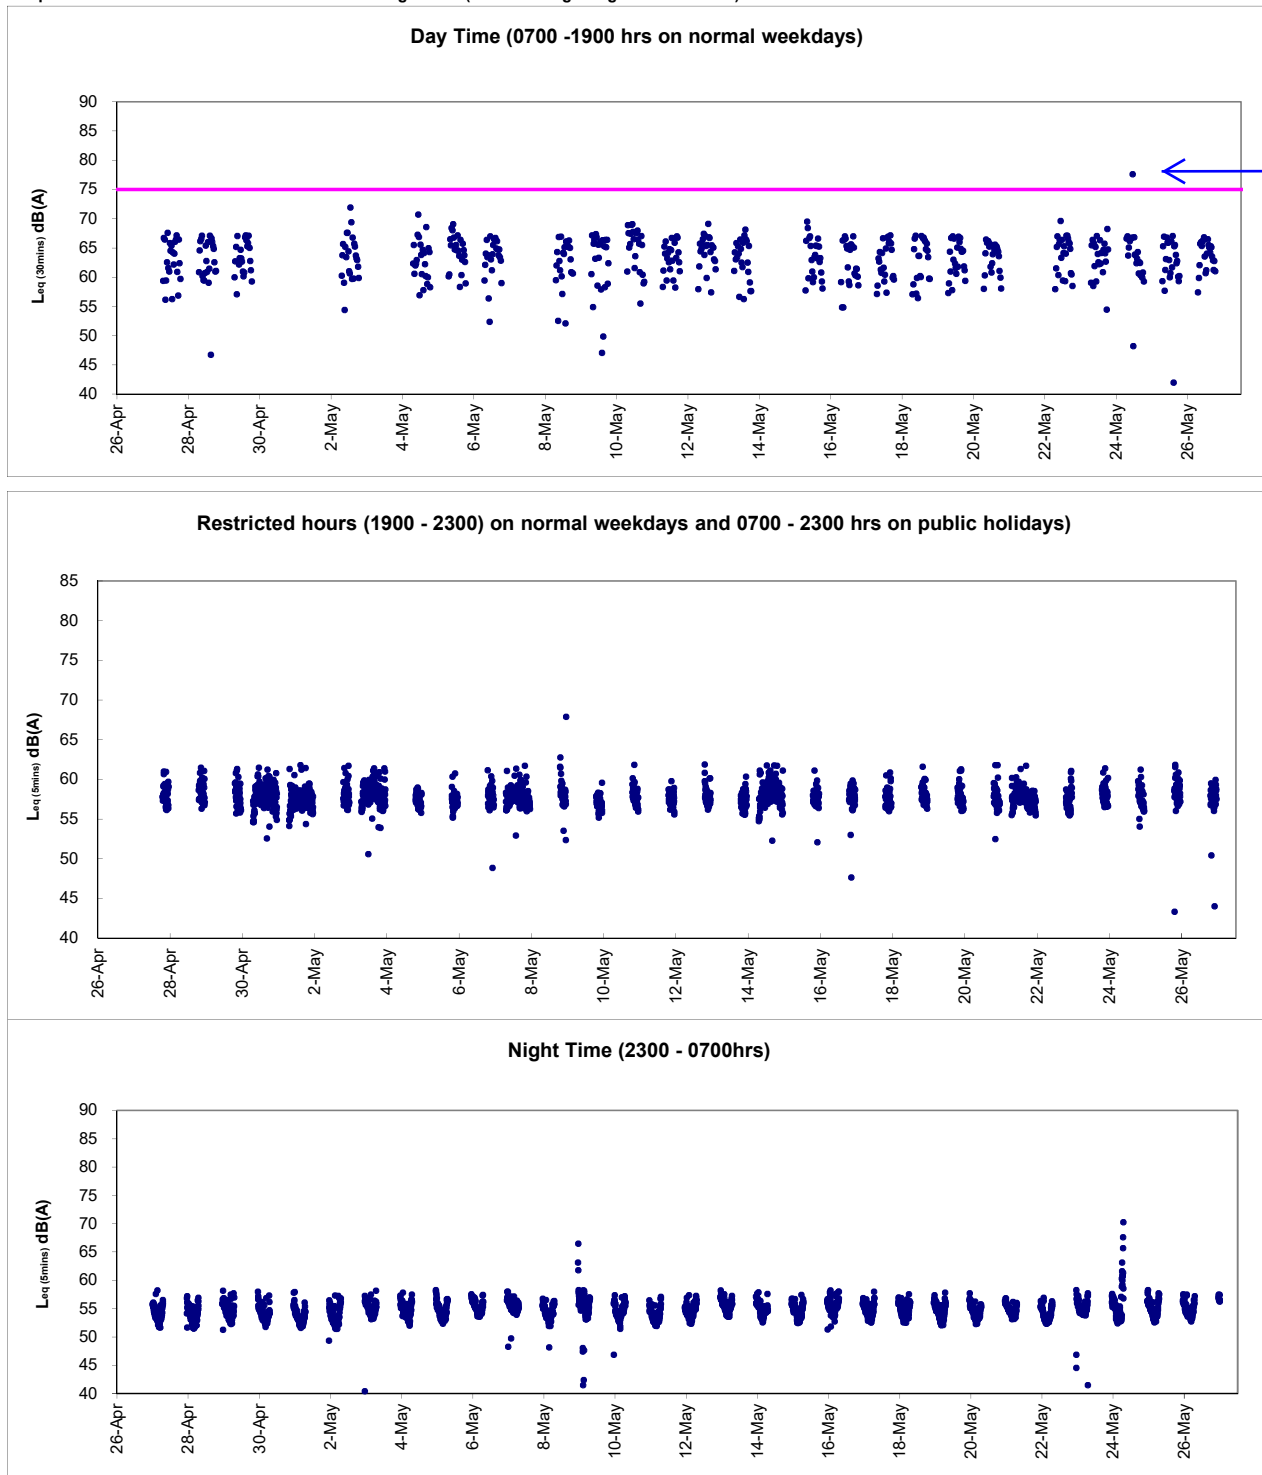 Day Time (0700 -1900 hrs on normal weekdays)
Leq (30mins) dB(A)
90
85
80
75
70
65
60
55
50
45
40
26-Apr
28-Apr
30-Apr
2-May
4-May
6-May
8-May
10-May
12-May
14-May
16-May
18-May
20-May
22-May
24-May
26-May
Restricted hours (1900 - 2300) on normal weekdays and 0700 - 2300 hrs on public holidays)
Leq (5mins) dB(A)
85
80
75
70
65
60
55
50
45
40
26-Apr
28-Apr
30-Apr
2-May
4-May
6-May
8-May
10-May
12-May
14-May
16-May
18-May
20-May
22-May
24-May
26-May
Night Time (2300 - 0700hrs)
Leq (5mins) dB(A)
90
85
80
75
70
65
60
55
50
45
40
26-Apr
28-Apr
30-Apr
2-May
4-May
6-May
8-May
10-May
12-May
14-May
16-May
18-May
20-May
22-May
24-May
26-May